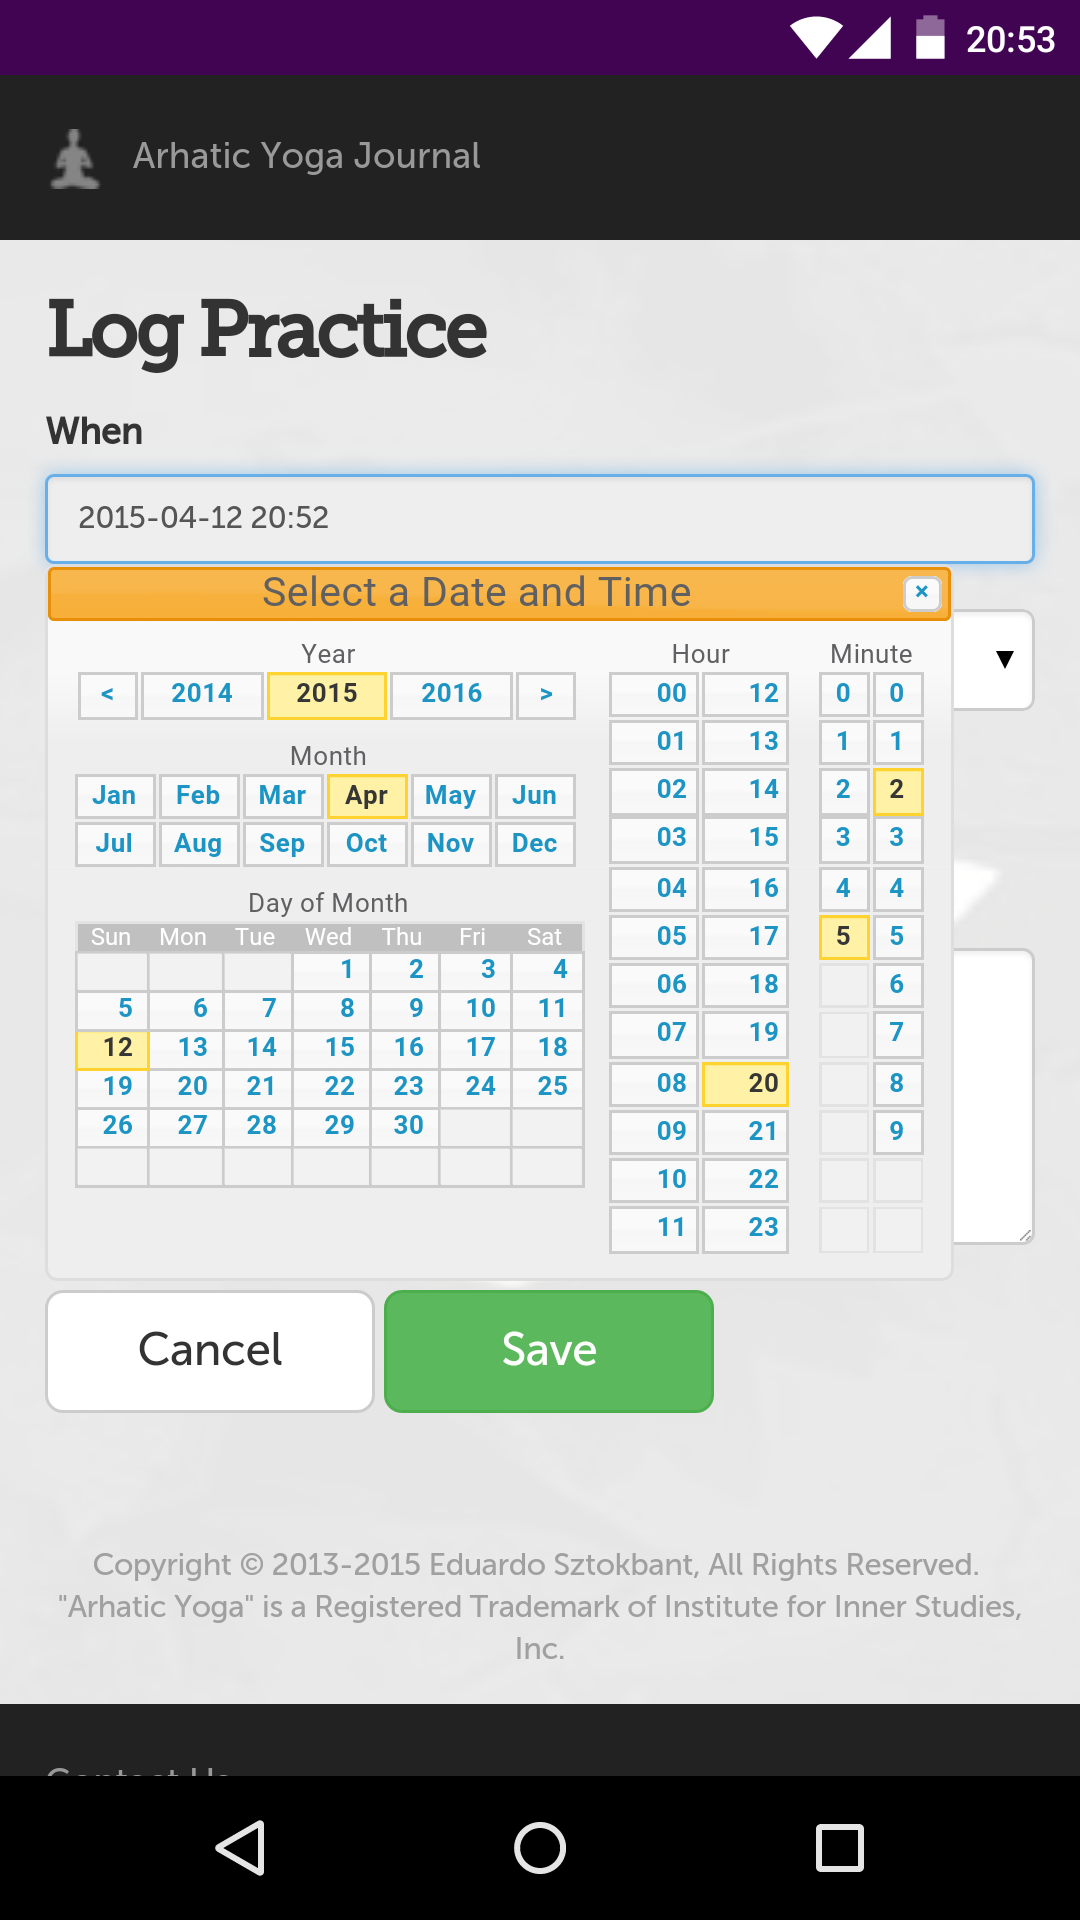 20:53
Arhatic Yoga Journal
Log Practice
When
2015-04-12 20:52
Select a Date and Time ×
Year
< 2014 2015 2016 >
Month
Jan Feb Mar Apr May Jun
Jul Aug Sep Oct Nov Dec
Day of Month
Sun Mon Tue Wed Thu Fri Sat
1 2 3 4
5 6 7 8 9 10 11
12 13 14 15 16 17 18
19 20 21 22 23 24 25
26 27 28 29 30
Hour
00 12
01 13
02 14
03 15
04 16
05 17
06 18
07 19
08 20
09 21
10 22
11 23
Minute
0 0
1 1
2 2
3 3
4 4
5 5
6
7
8
9
Cancel Save
Copyright © 2013-2015 Eduardo Sztokbant, All Rights Reserved.
"Arhatic Yoga" is a Registered Trademark of Institute for Inner Studies,
Inc.
Contact Us